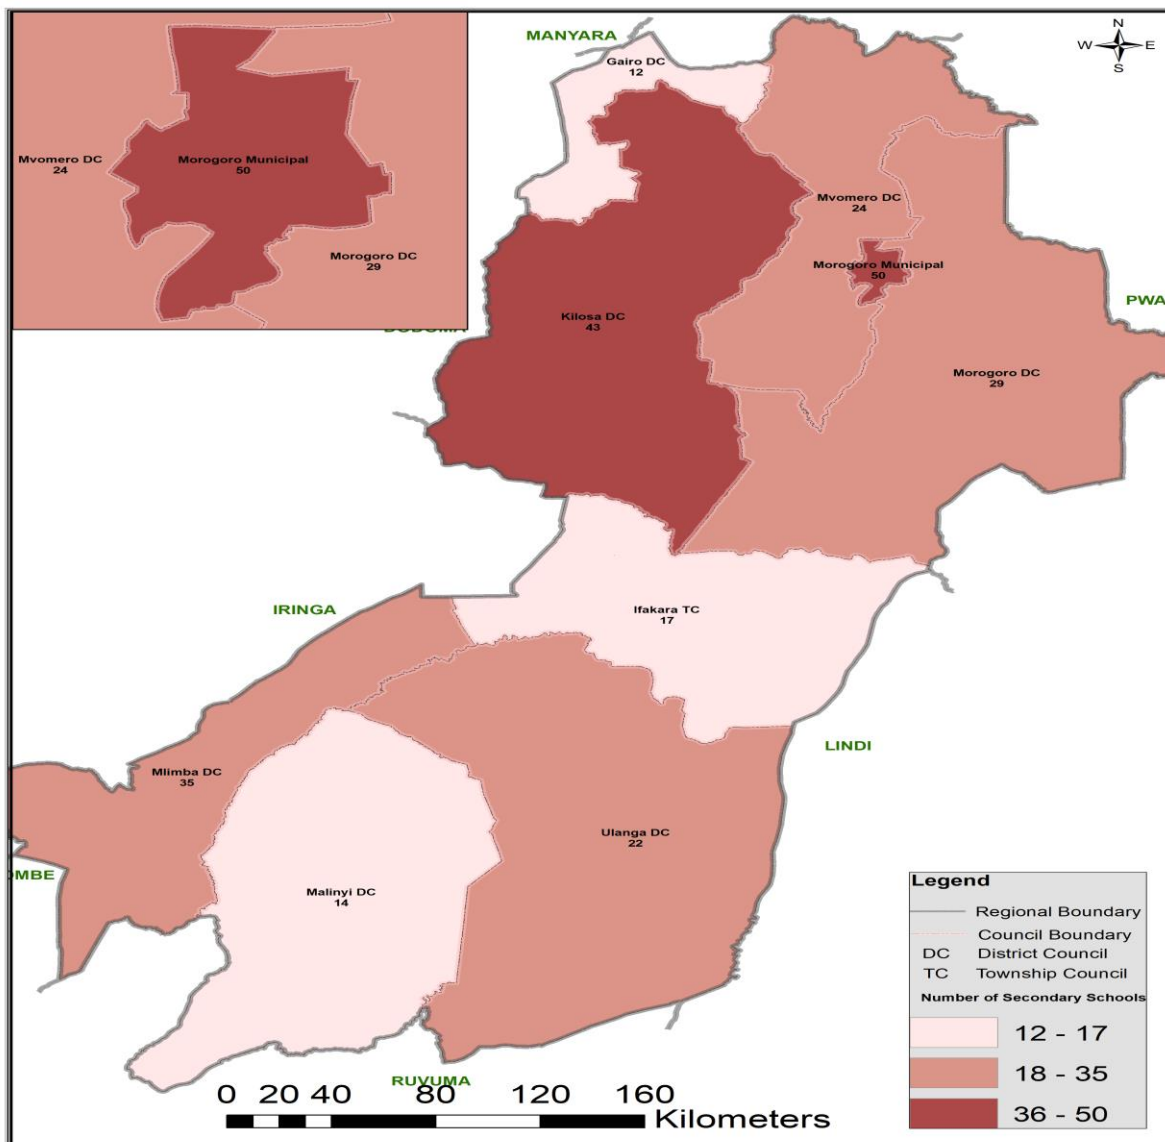 MANYARA
N
W E
S
Gairo DC
12
Mvomero DC
24
Morogoro Municipal
50
Morogoro DC
29
Mvomero DC
24
Morogoro Municipal
50
PWA
Kilosa DC
43
Morogoro DC
29
IRINGA
Ifakara TC
17
LINDI
Mlimba DC
35
Ulanga DC
22
OMBE
Malinyi DC
14
RUVUMA
Legend
Regional Boundary
Council Boundary
DC District Council
TC Township Council
Number of Secondary Schools
12 - 17
18 - 35
36 - 50
0 20 40 80 120 160
Kilometers